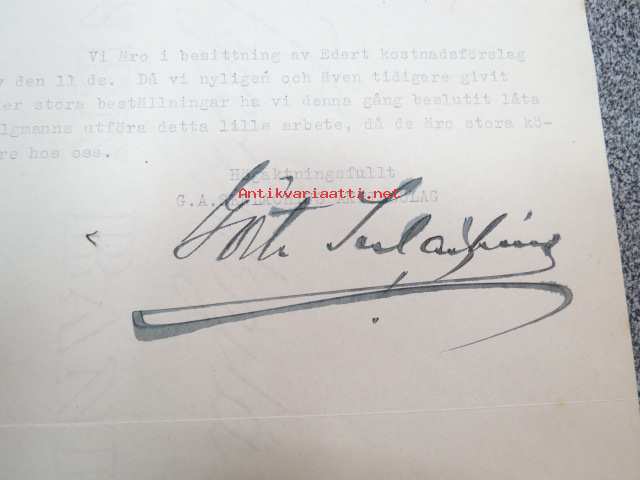 Vi äro i besittning av Edert kostnadsförslag
v den 11 ds. Då vi nyligen och även tidigare givit
er stora beställningar ha vi denna gång beslutit låta
lgmanns utföra detta lilla arbete, då de äro stora kö-
re hos oss.
Högaktningsfullt
Antikvariaatti.net
G.A. AKTIEBOLAG